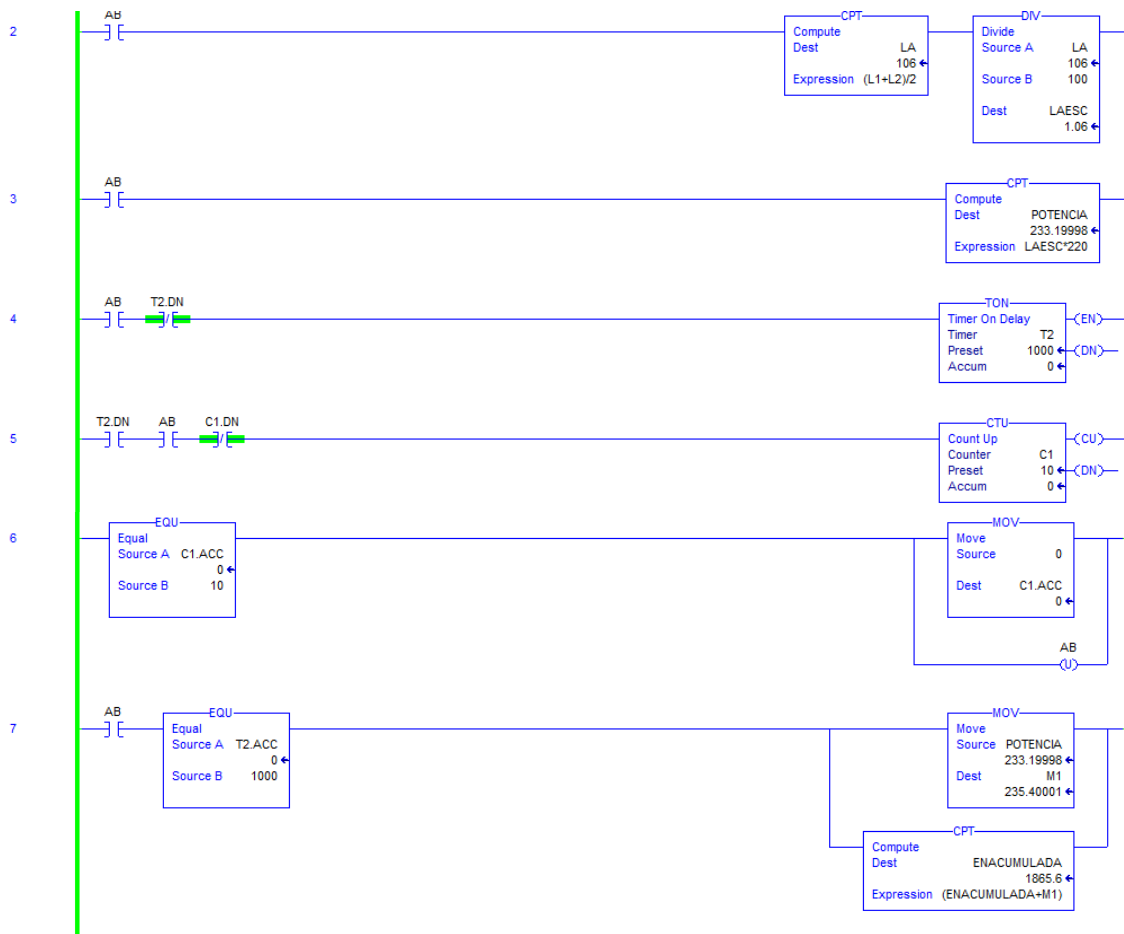 AB
2
CPT
Compute
Dest LA
106
Expression (L1+L2)/2
DIV
Divide
Source A LA
106
Source B 100
Dest LAESC
1.06
AB
3
CPT
Compute
Dest POTENCIA
233.19998
Expression LAESC*220
AB T2.DN
4
TON
Timer On Delay (EN)
Timer T2
Preset 1000 (DN)
Accum 0
T2.DN AB C1.DN
5
CTU
Count Up (CU)
Counter C1
Preset 10 (DN)
Accum 0
6
EQU
Equal
Source A C1.ACC
0
Source B 10
MOV
Move
Source 0
Dest C1.ACC
0
AB
(U)
AB
7
EQU
Equal
Source A T2.ACC
0
Source B 1000
MOV
Move
Source POTENCIA
233.19998
Dest M1
235.40001
CPT
Compute
Dest ENACUMULADA
1865.6
Expression (ENACUMULADA+M1)